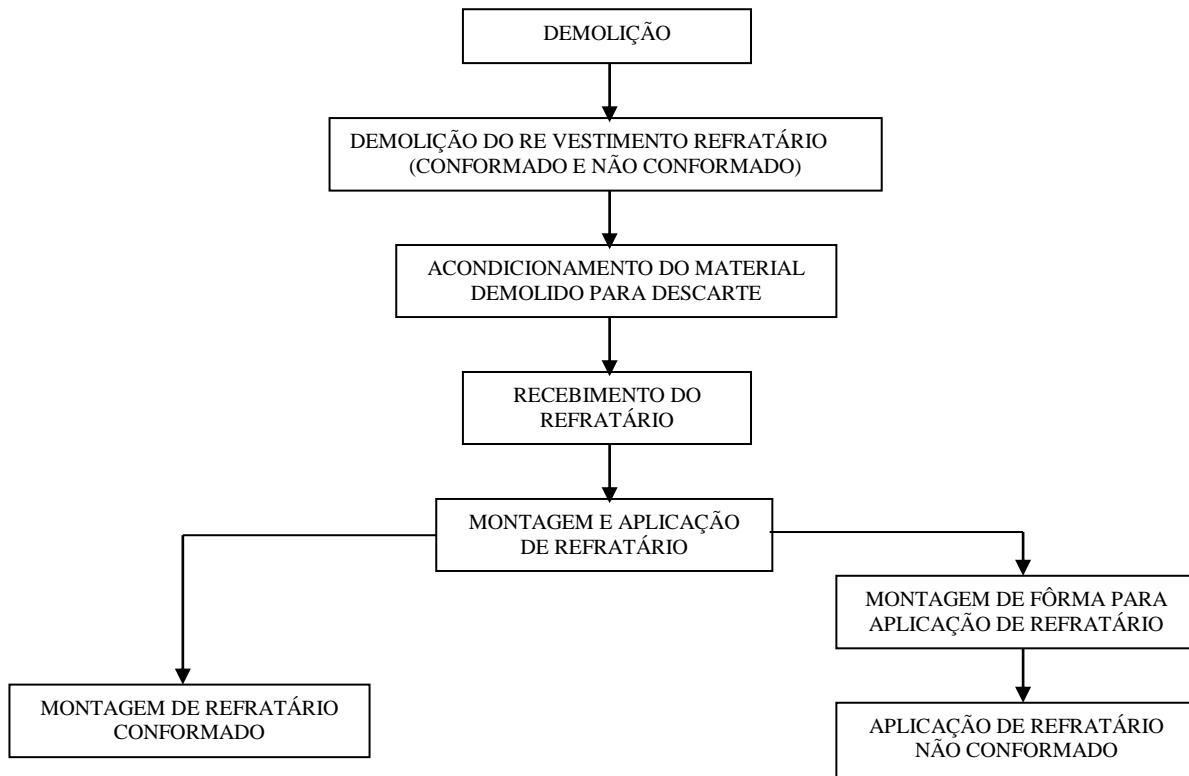 DEMOLIÇÃO
DEMOLIÇÃO DO RE VESTIMENTO REFRATÁRIO
(CONFORMADO E NÃO CONFORMADO)
ACONDICIONAMENTO DO MATERIAL
DEMOLIDO PARA DESCARTE
RECEBIMENTO DO
REFRATÁRIO
MONTAGEM E APLICAÇÃO
DE REFRATÁRIO
MONTAGEM DE REFRATÁRIO
CONFORMADO
MONTAGEM DE FÔRMA PARA
APLICAÇÃO DE REFRATÁRIO
APLICAÇÃO DE REFRATÁRIO
NÃO CONFORMADO